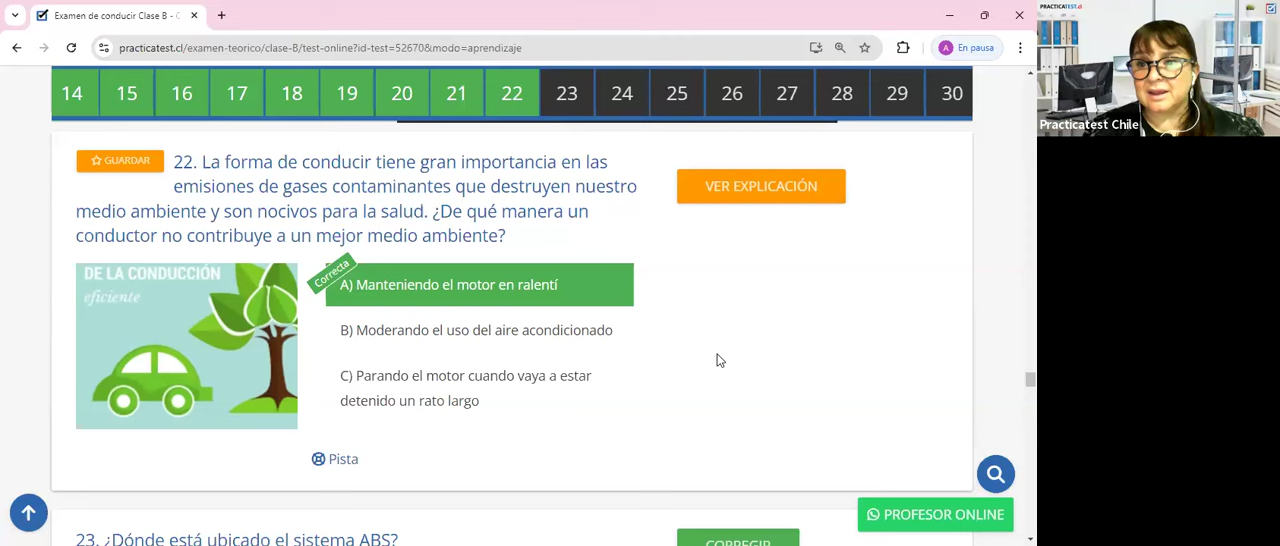 Examen de conducir Clase B - C
practicatest.cl/examen-teorico/clase-B/test-online?id-test=52670&modo=aprendizaje
A En pausa
14 15 16 17 18 19 20 21 22 23 24 25 26 27 28 29 30
GUARDAR
22. La forma de conducir tiene gran importancia en las
emisiones de gases contaminantes que destruyen nuestro
medio ambiente y son nocivos para la salud. ¿De qué manera un
conductor no contribuye a un mejor medio ambiente?
VER EXPLICACIÓN
DE LA CONDUCCIÓN
eficiente
Correcta
A) Manteniendo el motor en ralentí
B) Moderando el uso del aire acondicionado
C) Parando el motor cuando vaya a estar
detenido un rato largo
Pista
PROFESOR ONLINE
23. ¿Dónde está ubicado el sistema ABS?
CORREGIR
PRACTICATEST.cl
Practicatest Chile